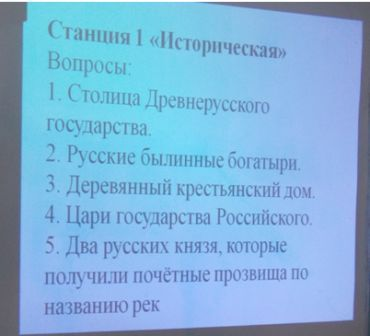 Станция 1 «Историческая»
Вопросы:
1. Столица Древнерусского
государства.
2. Русские былинные богатыри.
3. Деревянный крестьянский дом.
4. Цари государства Российского.
5. Два русских князя, которые
получили почётные прозвища по
названию рек